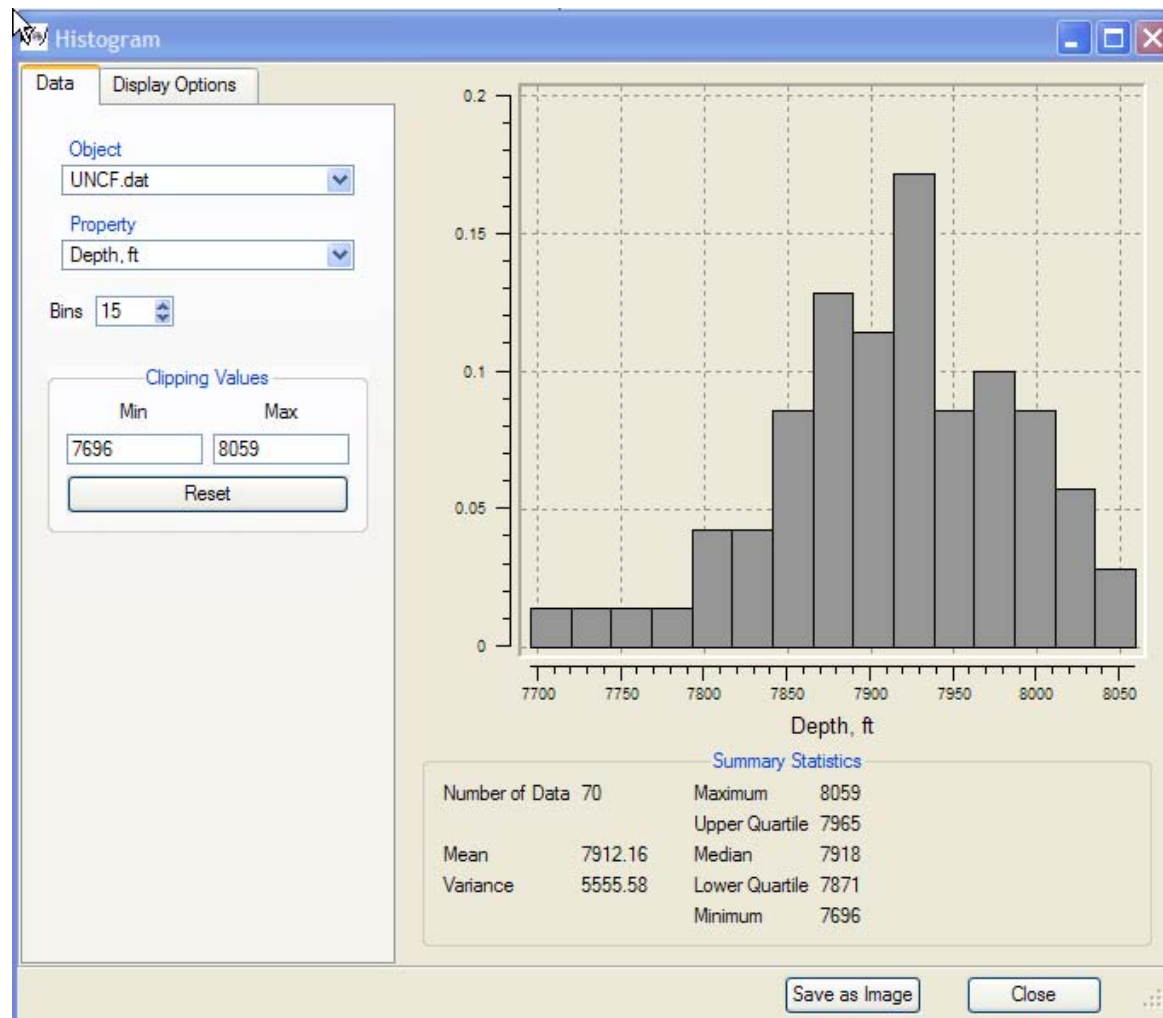 Histogram
Data Display Options
Object
UNCF.dat
Property
Depth, ft
Bins 15
Clipping Values
Min Max
7696 8059
Reset
0.2
0.15
0.1
0.05
0
7700 7750 7800 7850 7900 7950 8000 8050
Depth, ft
Summary Statistics
Number of Data 70 Maximum 8059
Upper Quartile 7965
Mean 7912.16 Median 7918
Variance 5555.58 Lower Quartile 7871
Minimum 7696
Save as Image Close